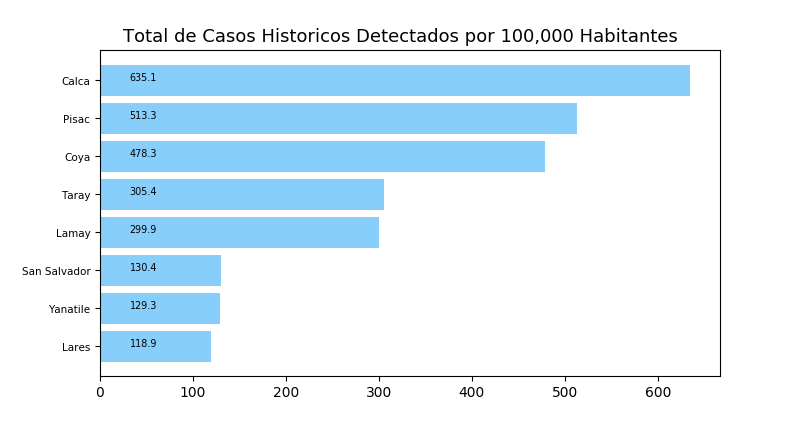 Total de Casos Historicos Detectados por 100,000 Habitantes
Calca 635.1
Pisac 513.3
Coya 478.3
Taray 305.4
Lamay 299.9
San Salvador 130.4
Yanatile 129.3
Lares 118.9
0 100 200 300 400 500 600